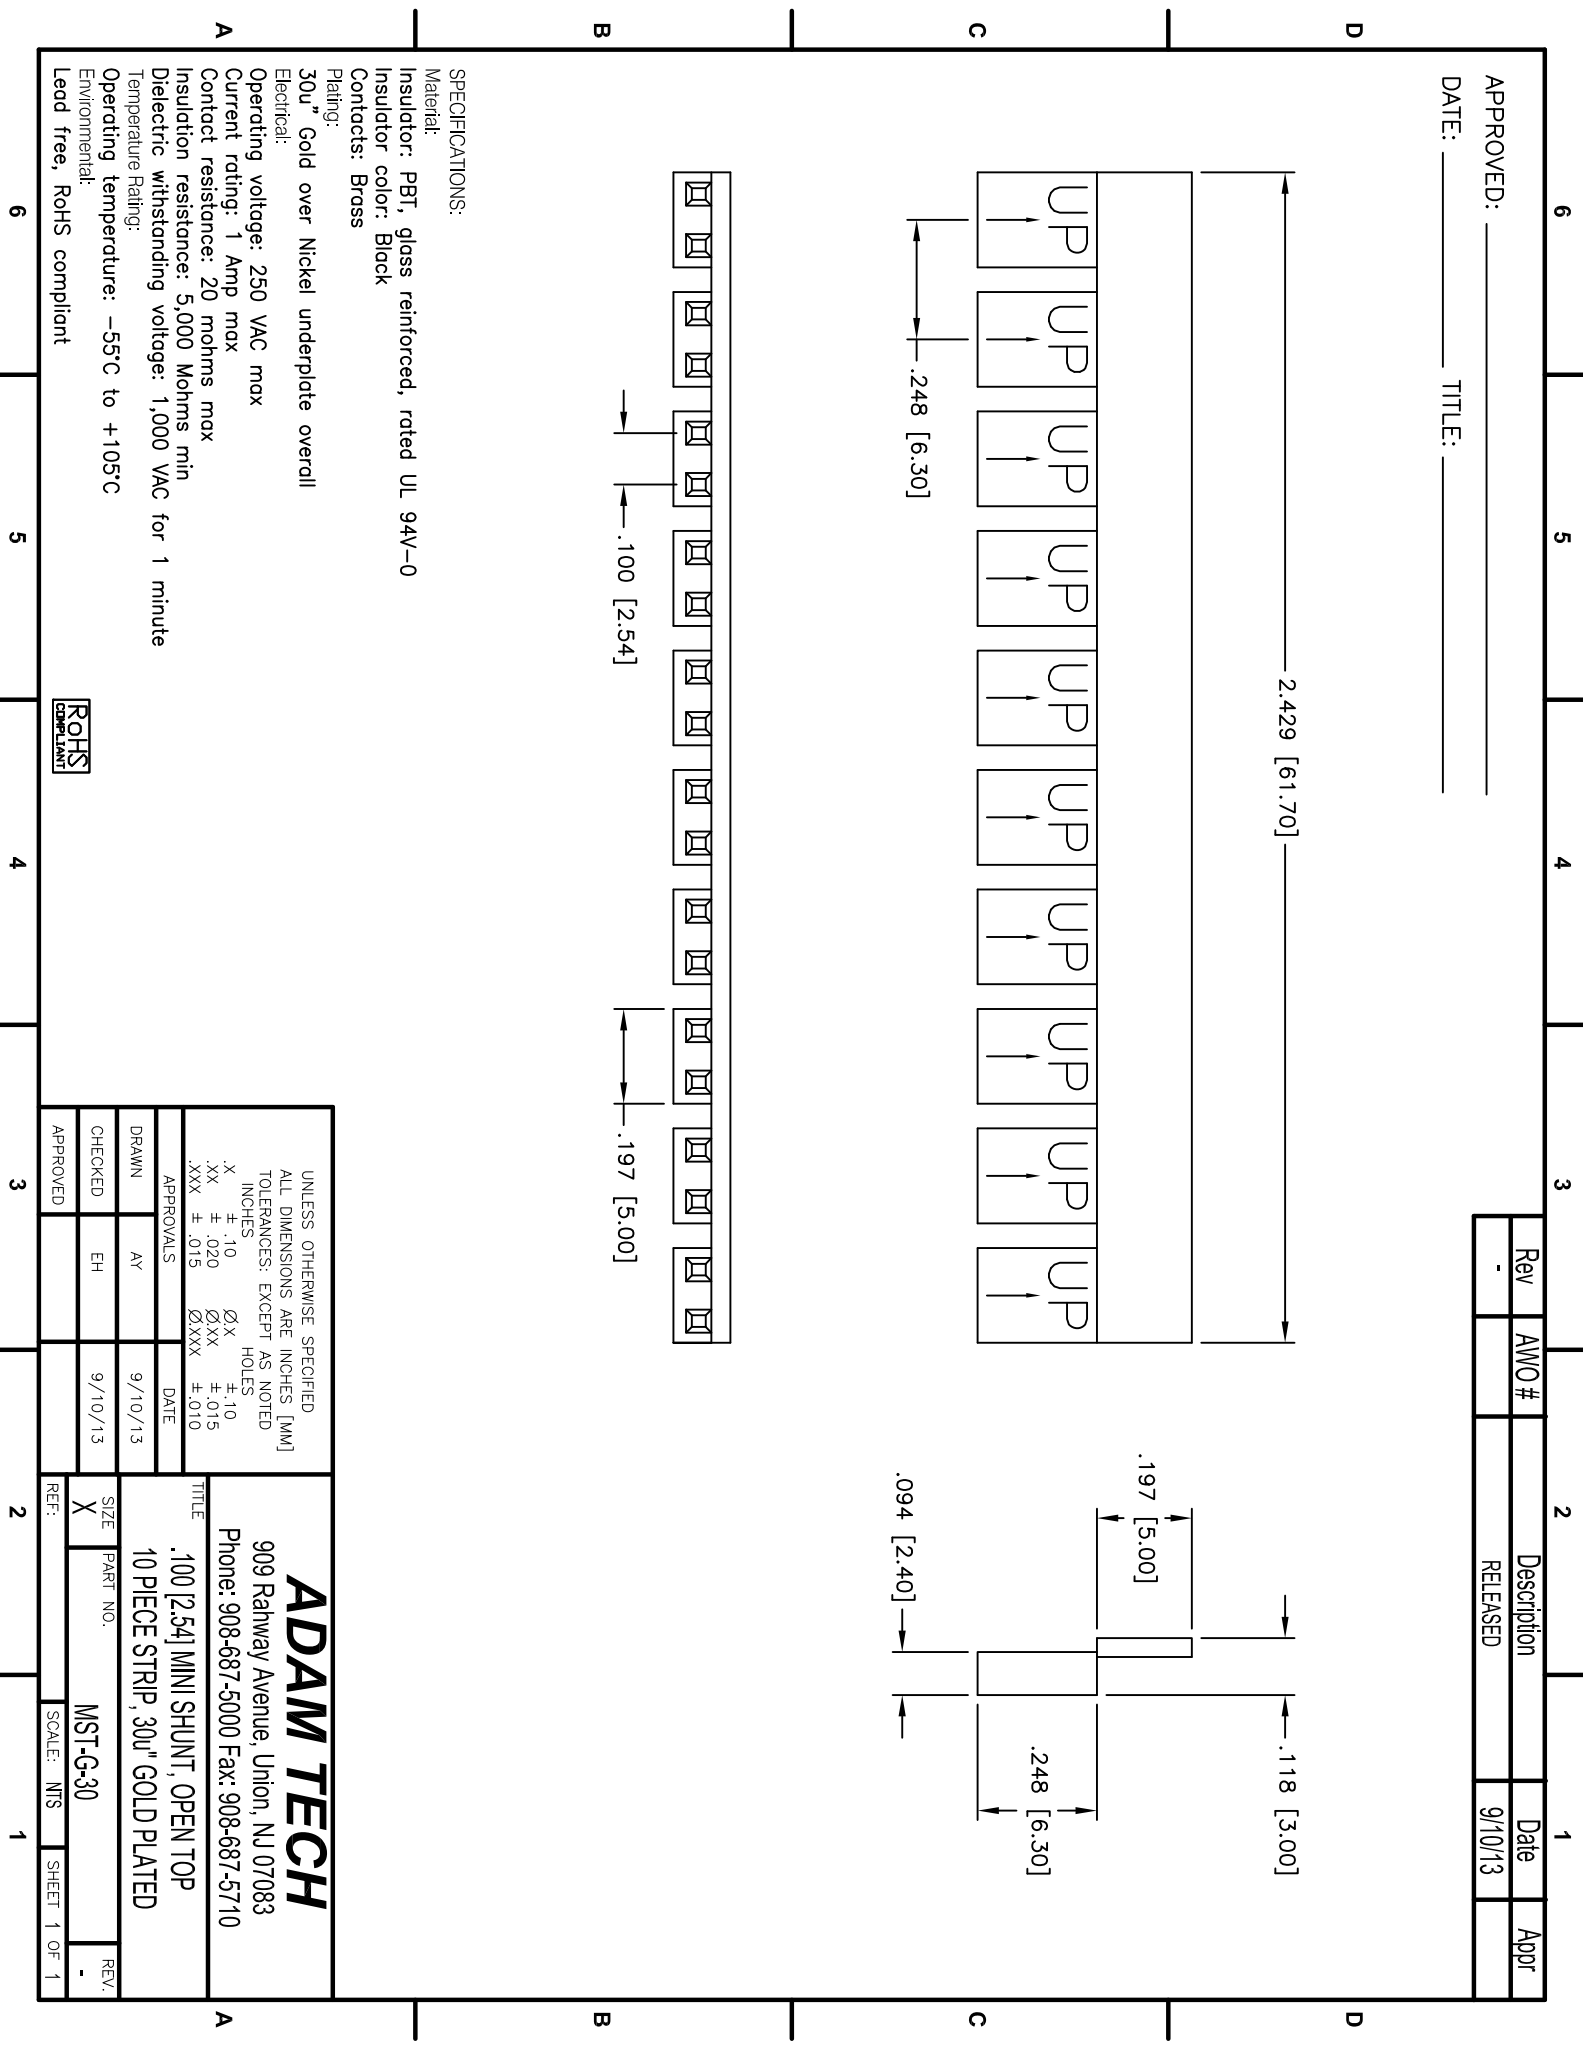 6
5
4
3
2
1
D
C
B
A
D
C
B
A
APPROVED:
DATE: TITLE:
Rev AWO # Description Date Appr
- RELEASED 9/10/13
2.429 [61.70]
UP UP UP UP UP UP UP UP UP UP
.248 [6.30]
.118 [3.00]
.197 [5.00]
.248 [6.30]
.094 [2.40]
.100 [2.54]
.197 [5.00]
SPECIFICATIONS:
Material:
Insulator: PBT, glass reinforced, rated UL 94V-0
Insulator color: Black
Contacts: Brass
Plating:
30u" Gold over Nickel underplate overall
Electrical:
Operating voltage: 250 VAC max
Current rating: 1 Amp max
Contact resistance: 20 mohms max
Insulation resistance: 5,000 Mohms min
Dielectric withstanding voltage: 1,000 VAC for 1 minute
Temperature Rating:
Operating temperature: -55°C to +105°C
Environmental:
Lead free, RoHS compliant
RoHS
COMPLIANT
UNLESS OTHERWISE SPECIFIED
ALL DIMENSIONS ARE INCHES [MM]
TOLERANCES: EXCEPT AS NOTED
INCHES HOLES
.X ± .10 Ø.X ±.10
.XX ± .020 Ø.XX ±.015
.XXX ± .015 Ø.XXX ±.010
APPROVALS DATE
DRAWN AY 9/10/13
CHECKED EH 9/10/13
APPROVED
ADAM TECH
909 Rahway Avenue, Union, NJ 07083
Phone: 908-687-5000 Fax: 908-687-5710
TITLE
.100 [2.54] MINI SHUNT, OPEN TOP
10 PIECE STRIP, 30u" GOLD PLATED
SIZE PART NO. REV.
X MST-G-30 -
REF: SCALE: NTS SHEET 1 OF 1
6
5
4
3
2
1